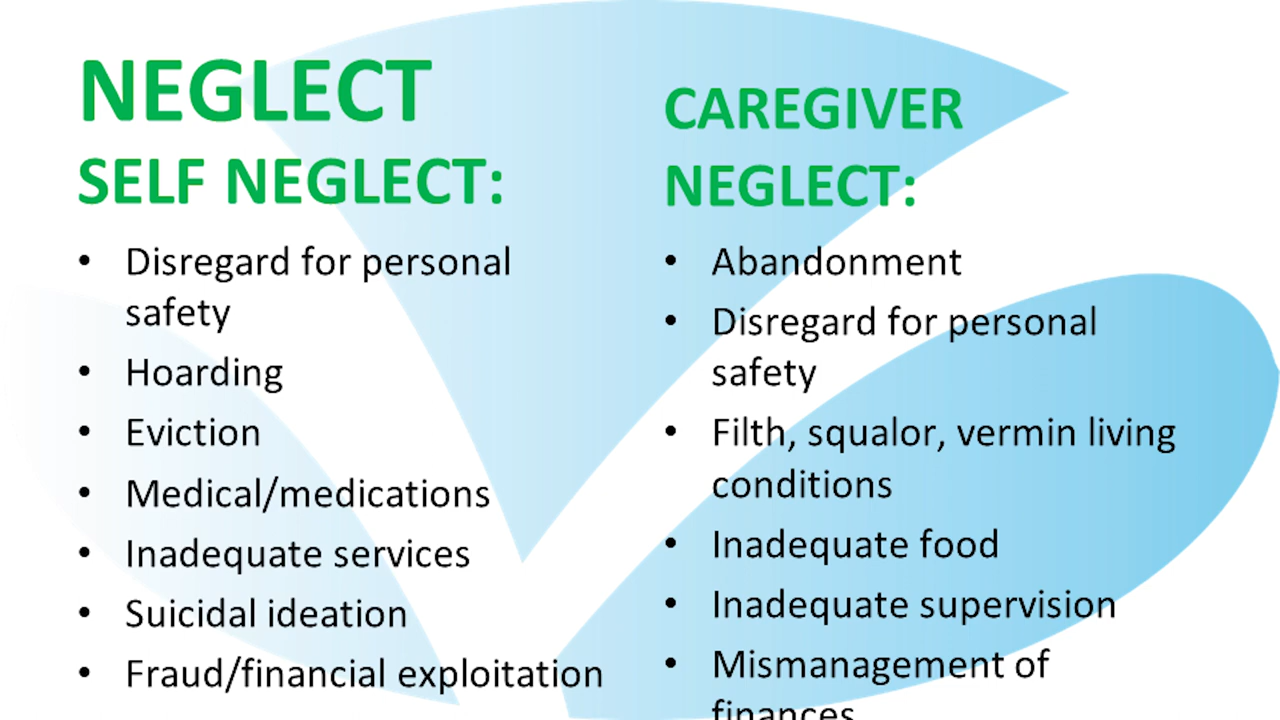 NEGLECT
SELF NEGLECT:
• Disregard for personal
safety
• Hoarding
• Eviction
• Medical/medications
• Inadequate services
• Suicidal ideation
• Fraud/financial exploitation
CAREGIVER
NEGLECT:
• Abandonment
• Disregard for personal
safety
• Filth, squalor, vermin living
conditions
• Inadequate food
• Inadequate supervision
• Mismanagement of
finances